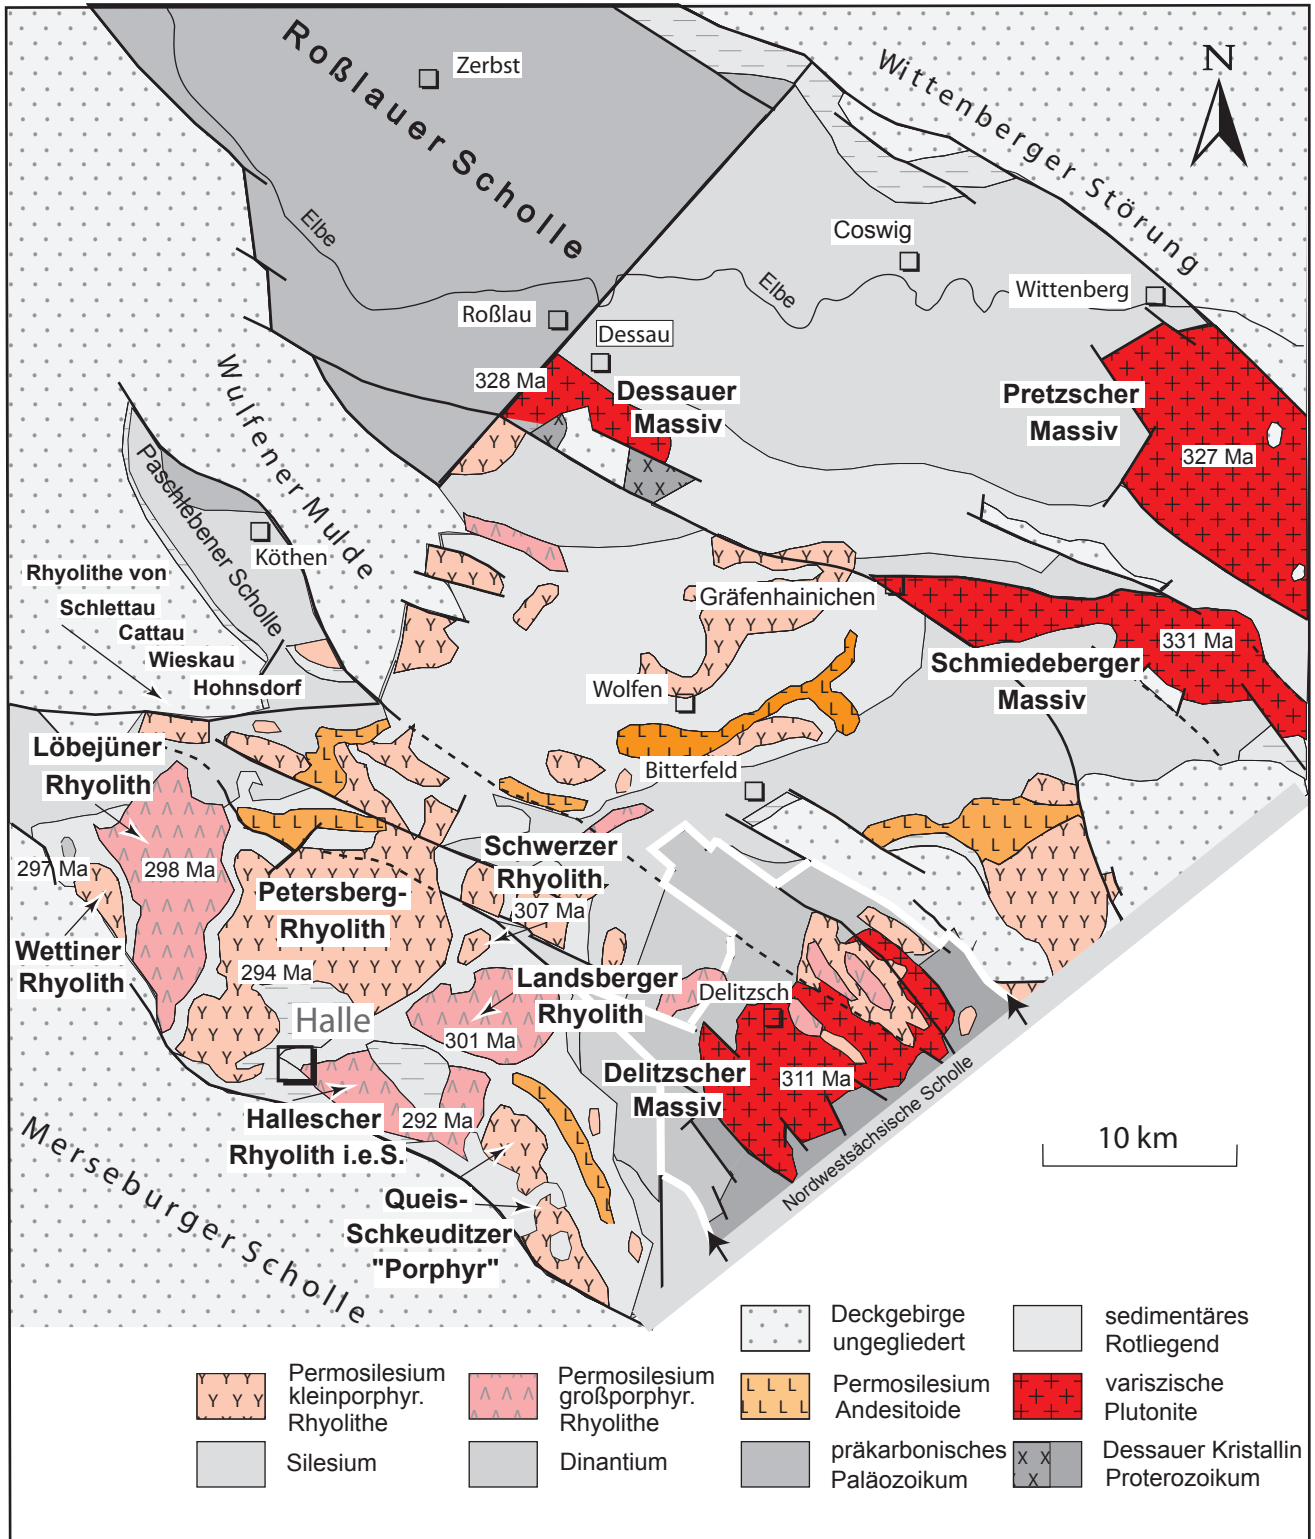 Roßlauer Scholle
Zerbst
Wittenberger Störung
N
Elbe
Coswig
Elbe
Wittenberg
Roßlau
Dessau
328 Ma
Dessauer
Massiv
Pretzscher
Massiv
327 Ma
Wulfener Mulde
Paschlebener Scholle
Köthen
Rhyolithe von
Schlettau
Cattau
Wieskau
Hohnsdorf
Gräfenhainichen
331 Ma
Schmiedeberger
Massiv
Wolfen
Löbejüner
Rhyolith
Bitterfeld
297 Ma
298 Ma
Schwerzer
Rhyolith
307 Ma
Petersberg-
Rhyolith
Wettiner
Rhyolith
294 Ma
Landsberger
Rhyolith
Delitzsch
Halle
301 Ma
Delitzscher
Massiv
311 Ma
Hallescher
Rhyolith i.e.S.
292 Ma
Nordwestsächsische Scholle
10 km
Merseburger Scholle
Queis-
Schkeuditzer
"Porphyr"
Deckgebirge
ungegliedert
sedimentäres
Rotliegend
Permosilesium
kleinporphyr.
Rhyolithe
Permosilesium
großporphyr.
Rhyolithe
Permosilesium
Andesitoide
variszische
Plutonite
Silesium
Dinantium
präkarbonisches
Paläozoikum
Dessauer Kristallin
Proterozoikum